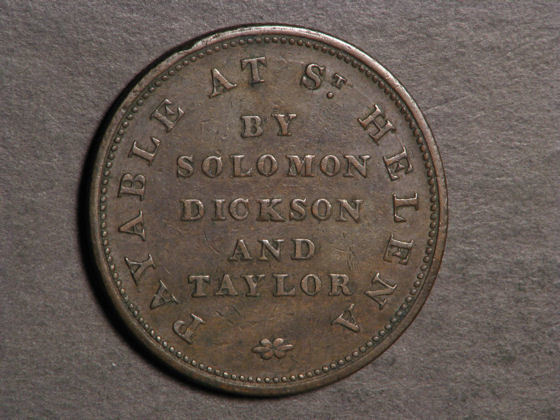 PAYABLE AT ST. HELENA
BY
SOLOMON
DICKSON
AND
TAYLOR